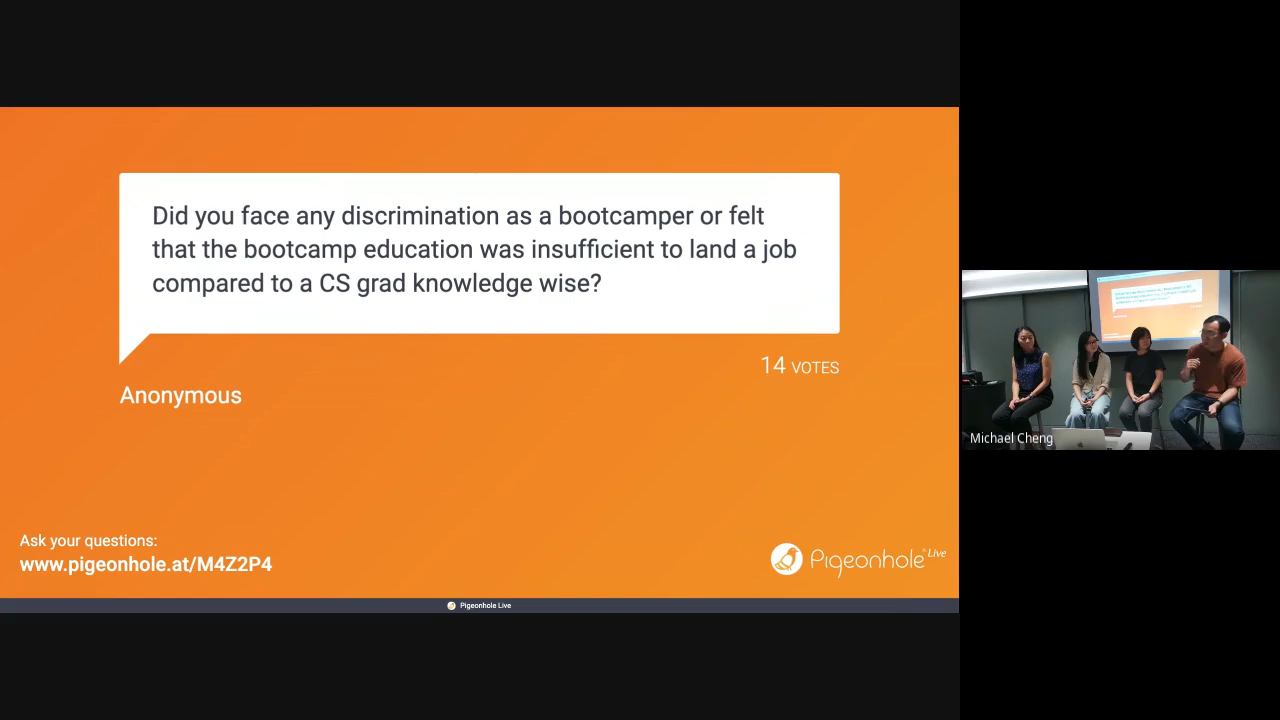 Did you face any discrimination as a bootcamper or felt
that the bootcamp education was insufficient to land a job
compared to a CS grad knowledge wise?
14 VOTES
Anonymous
Ask your questions:
www.pigeonhole.at/M4Z2P4
Pigeonhole Live
Pigeonhole Live
Michael Cheng